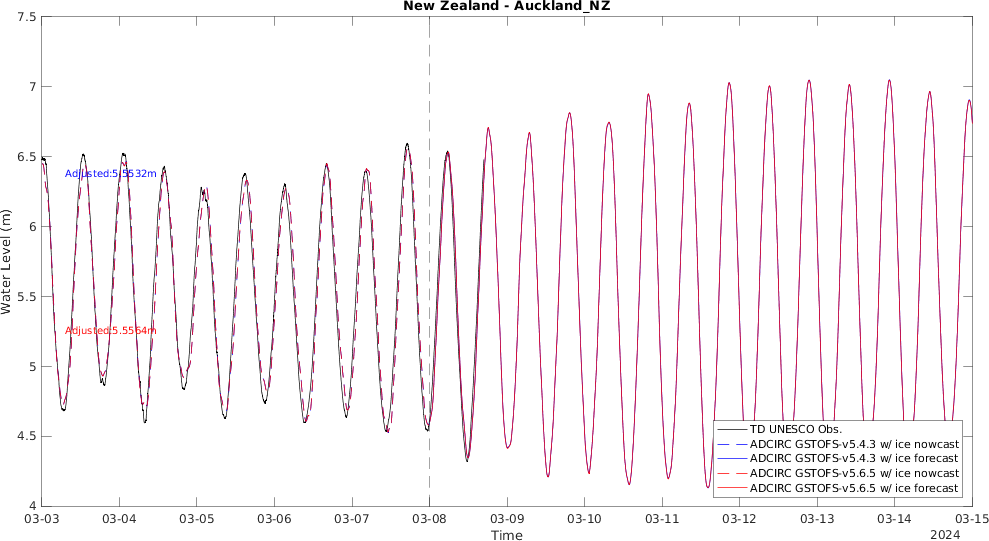 New Zealand - Auckland_NZ
7.5
7
6.5
6
5.5
5
4.5
4
Water Level (m)
Adjusted:5.5532m
Adjusted:5.5564m
TD UNESCO Obs.
ADCIRC GSTOFS-v5.4.3 w/ ice nowcast
ADCIRC GSTOFS-v5.4.3 w/ ice forecast
ADCIRC GSTOFS-v5.6.5 w/ ice nowcast
ADCIRC GSTOFS-v5.6.5 w/ ice forecast
03-03 03-04 03-05 03-06 03-07 03-08 03-09 03-10 03-11 03-12 03-13 03-14 03-15
Time
2024